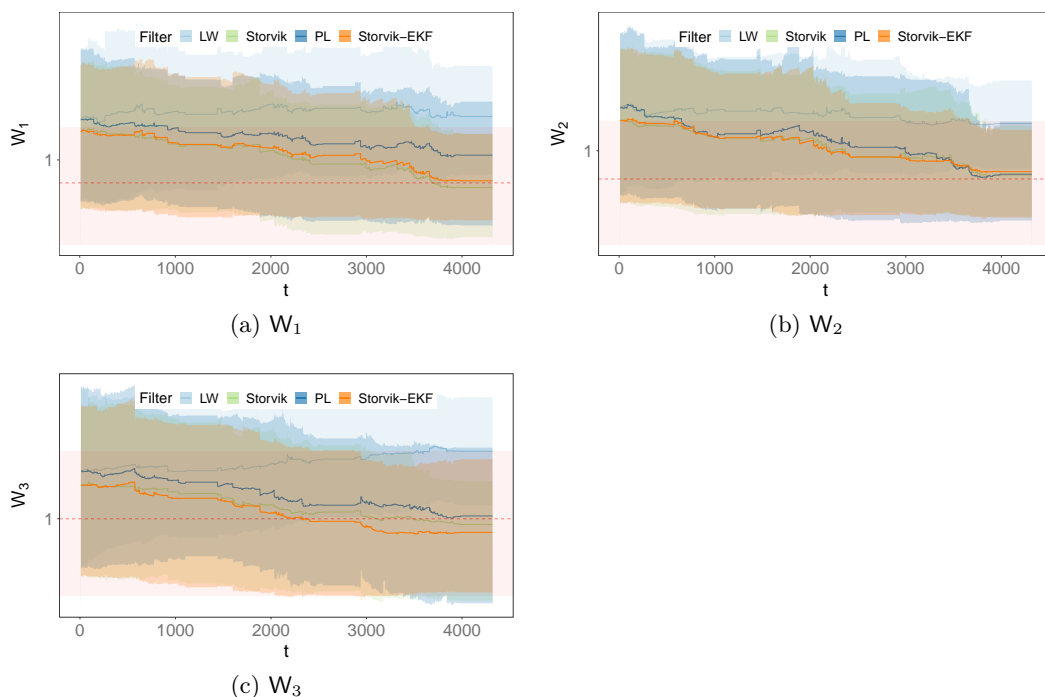 Filter LW Storvik PL Storvik−EKF
W1
1
0 1000 2000 3000 4000
t
(a) W1
Filter LW Storvik PL Storvik−EKF
W2
1
0 1000 2000 3000 4000
t
(b) W2
Filter LW Storvik PL Storvik−EKF
W3
1
0 1000 2000 3000 4000
t
(c) W3